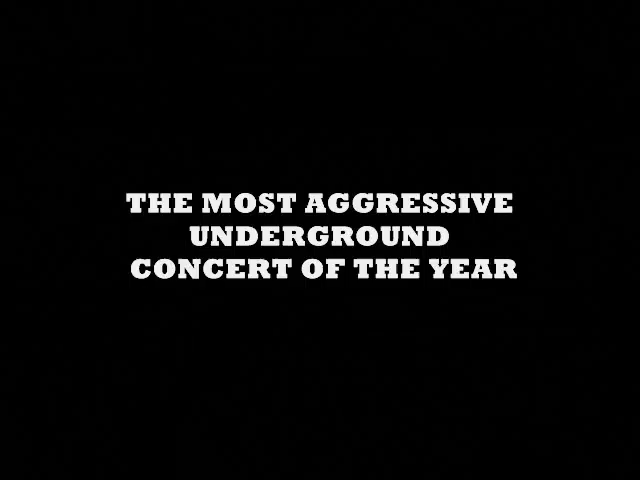 THE MOST AGGRESSIVE
UNDERGROUND
CONCERT OF THE YEAR